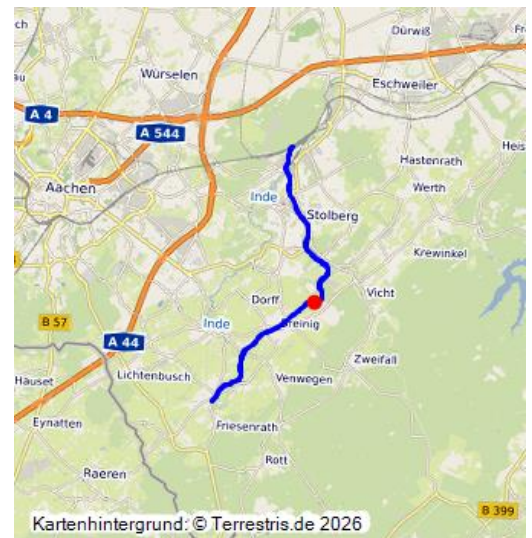 Dürwiß
Würselen
Eschweiler
A 4
A 544
Hastenrath
Heis
Aachen
Werth
Inde
Stolberg
Krewinkel
Dorff
Vicht
B 57
Inde
Breinig
A 44
Zweifall
Lichtenbusch
Hauset
Venwegen
Eynatten
Friesenrath
Rott
Raeren
B 399
Kartenhintergrund: © Terrestris.de 2026